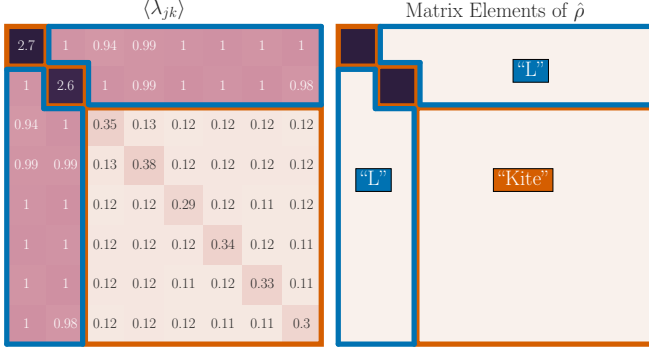 ⟨λjk⟩
Matrix Elements of ρ̂
2.7 1 0.94 0.99 1 1 1 1
1 2.6 1 0.99 1 1 1 0.98
0.94 1 0.35 0.13 0.12 0.12 0.12 0.12
0.99 0.99 0.13 0.38 0.12 0.12 0.12 0.12
1 1 0.12 0.12 0.29 0.12 0.11 0.12
1 1 0.12 0.12 0.12 0.34 0.12 0.11
1 1 0.12 0.12 0.11 0.12 0.33 0.11
1 0.98 0.12 0.12 0.12 0.11 0.11 0.3
“L”
“L”
“Kite”